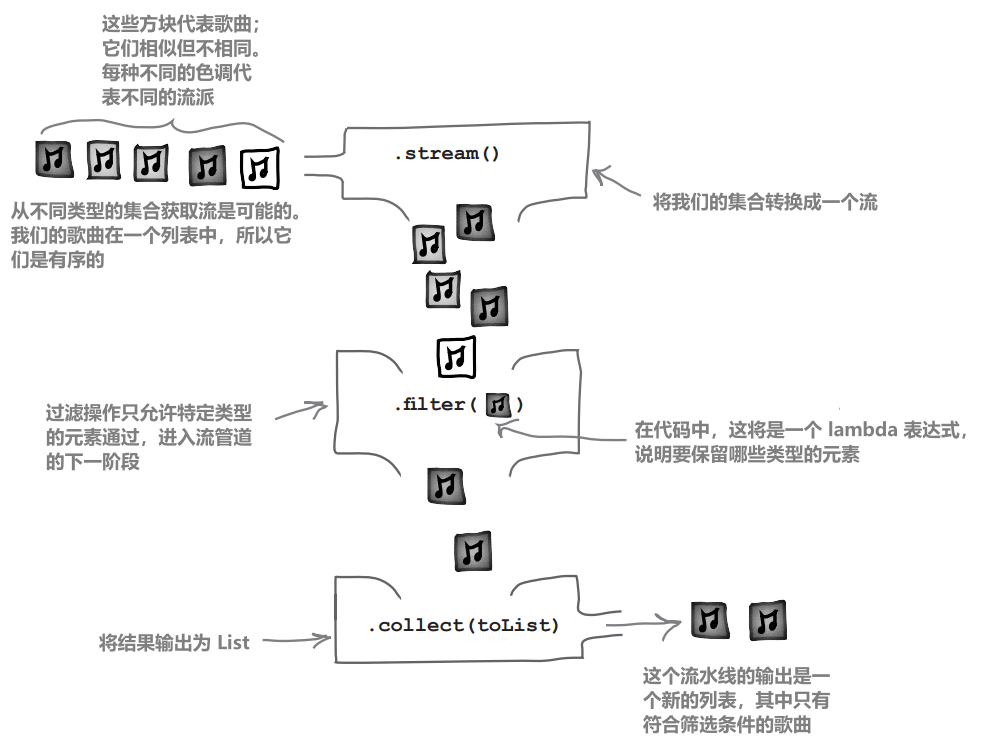 这些方块代表歌曲；
它们相似但不相同。
每种不同的色调代
表不同的流派
.stream()
将我们的集合转换成一个流
从不同类型的集合获取流是可能的。
我们的歌曲在一个列表中，所以它
们是有序的
.filter( )
过滤操作只允许特定类型
的元素通过，进入流管道
的下一阶段
在代码中，这将是一个 lambda 表达式，
说明要保留哪些类型的元素
.collect(toList)
将结果输出为 List
这个流水线的输出是一
个新的列表，其中只有
符合筛选条件的歌曲